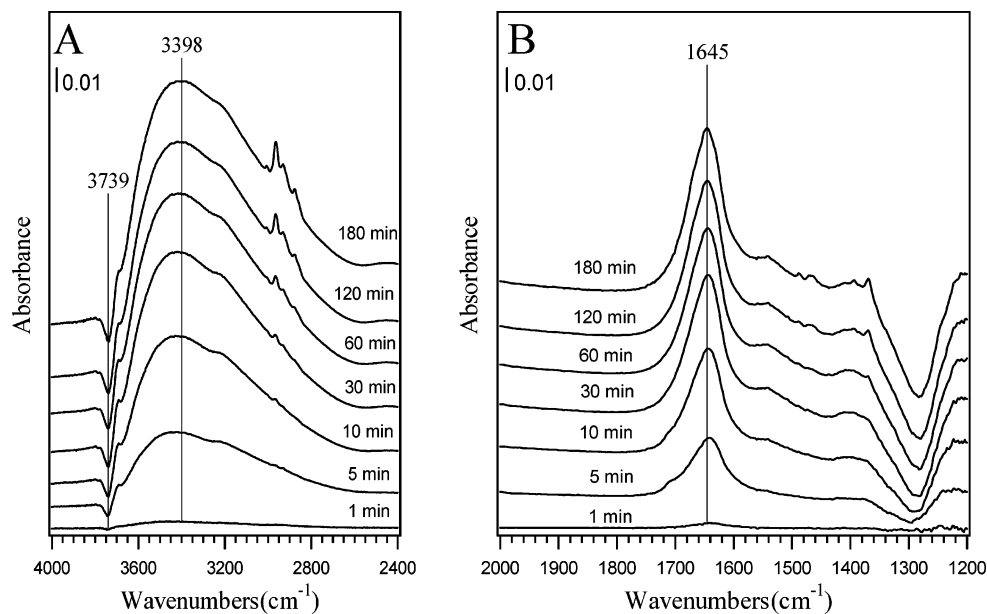 A
3398
0.01
3739
180 min
120 min
60 min
30 min
10 min
5 min
1 min
Absorbance
4000 3600 3200 2800 2400
Wavenumbers(cm⁻¹)
B
1645
0.01
180 min
120 min
60 min
30 min
10 min
5 min
1 min
Absorbance
2000 1900 1800 1700 1600 1500 1400 1300 1200
Wavenumbers(cm⁻¹)